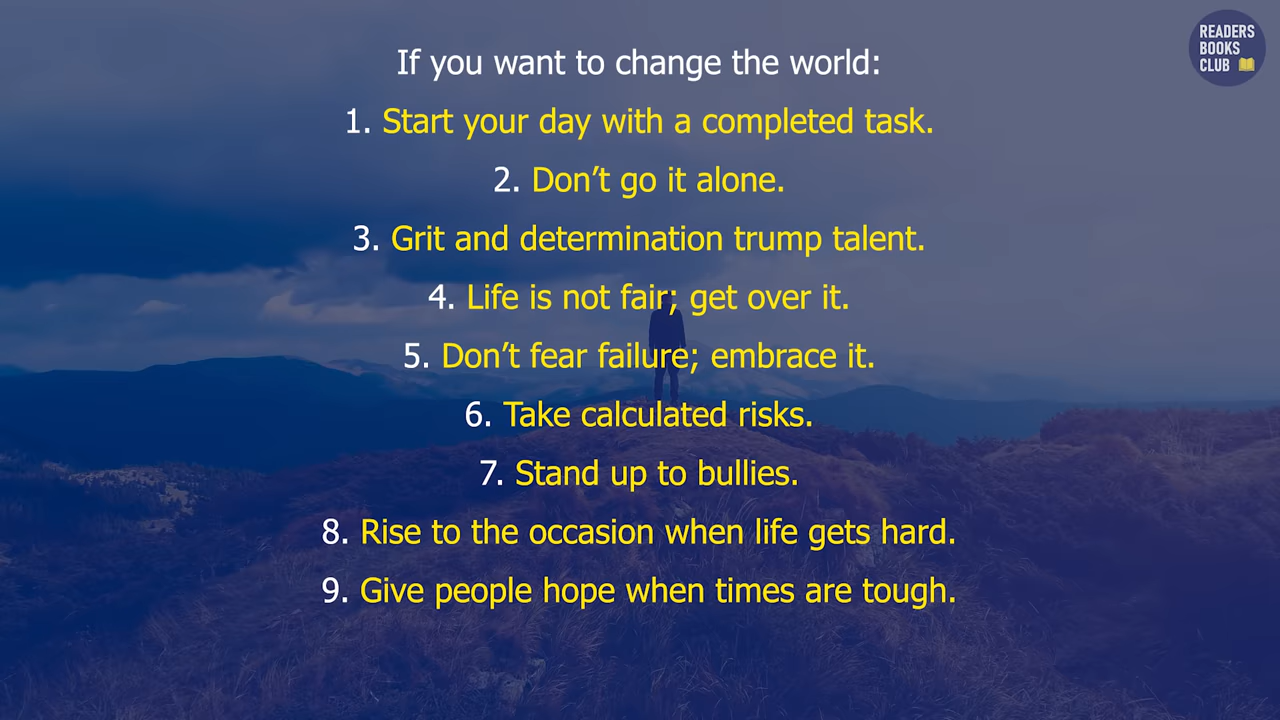 READERS
BOOKS
CLUB
If you want to change the world:
1. Start your day with a completed task.
2. Don’t go it alone.
3. Grit and determination trump talent.
4. Life is not fair; get over it.
5. Don’t fear failure; embrace it.
6. Take calculated risks.
7. Stand up to bullies.
8. Rise to the occasion when life gets hard.
9. Give people hope when times are tough.